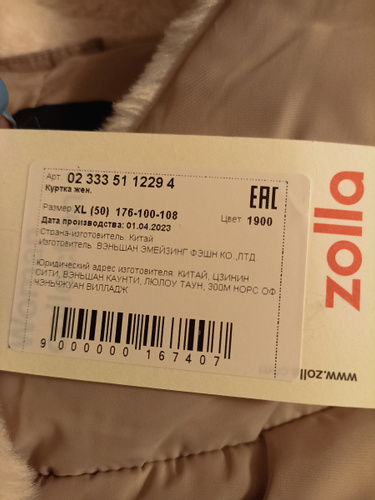 Арт. 02 333 51 1229 4
Куртка жен.
EAC
Размер XL (50) 176-100-108 Цвет 1900
Дата производства: 01.04.2023
Страна-изготовитель: Китай
Изготовитель: ВЭНЬШАН ЭМЕЙЗИНГ ФЭШН КО.,ЛТД.
Юридический адрес изготовителя: КИТАЙ, ЦЗИНИН
СИТИ, ВЭНЬШАН КАУНТИ, ЛЮЛОУ ТАУН, 300М НОРС ОФ
ЧЭНЬЧЖУАН ВИЛЛАДЖ
9 000000 167407
zolla
www.zolla